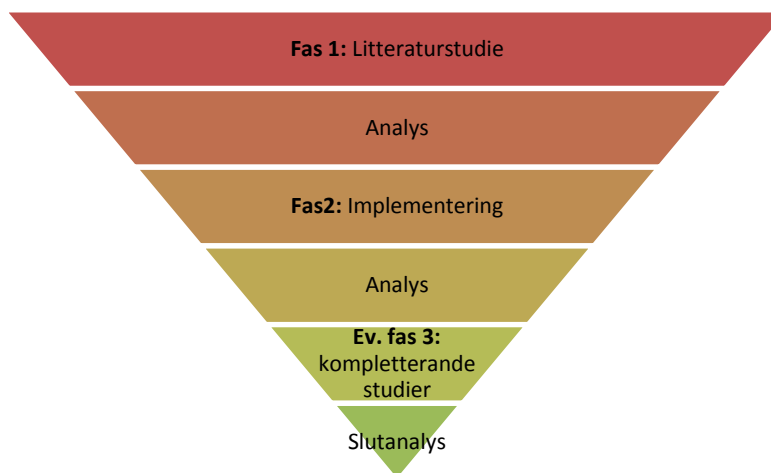 Fas 1: Litteraturstudie
Analys
Fas2: Implementering
Analys
Ev. fas 3:
kompletterande
studier
Slutanalys